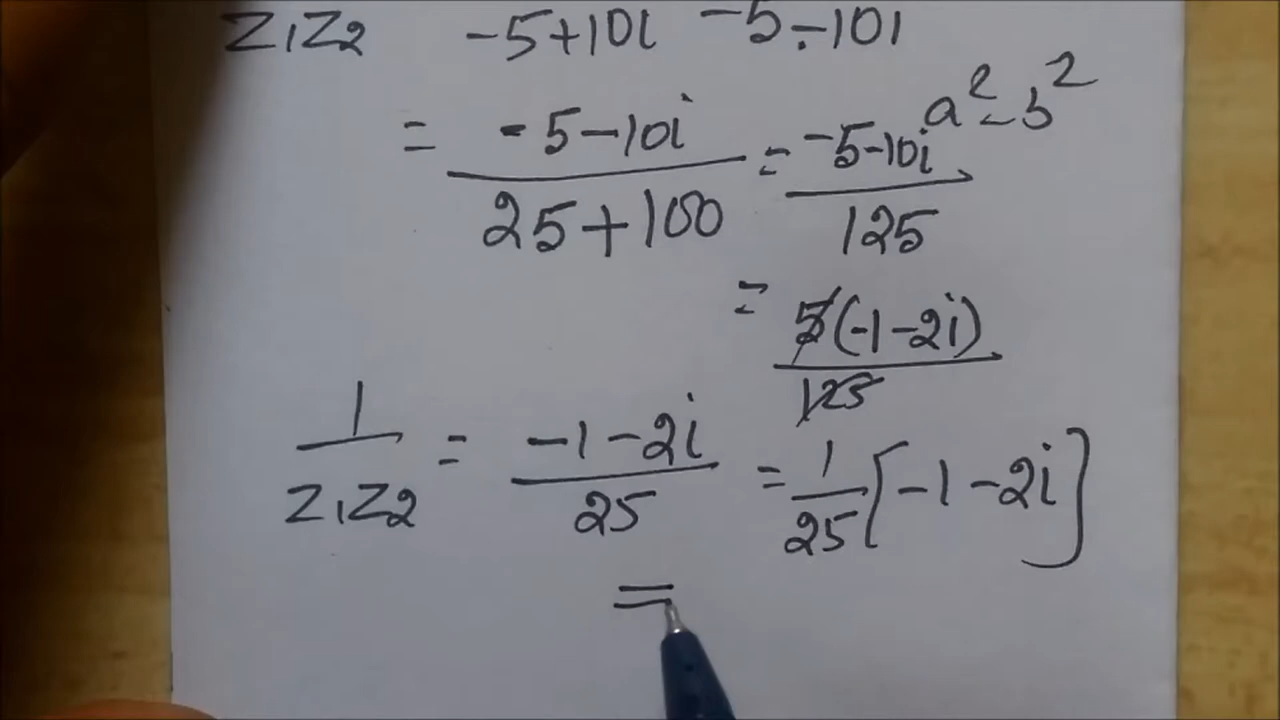 Z₁Z₂ -5+10i -5-10i
a²-b²
= -5-10i / 25+100 = -5-10i / 125
= 5(-1-2i) / 125
1 / Z₁Z₂ = -1-2i / 25 = 1/25 [-1-2i]
=